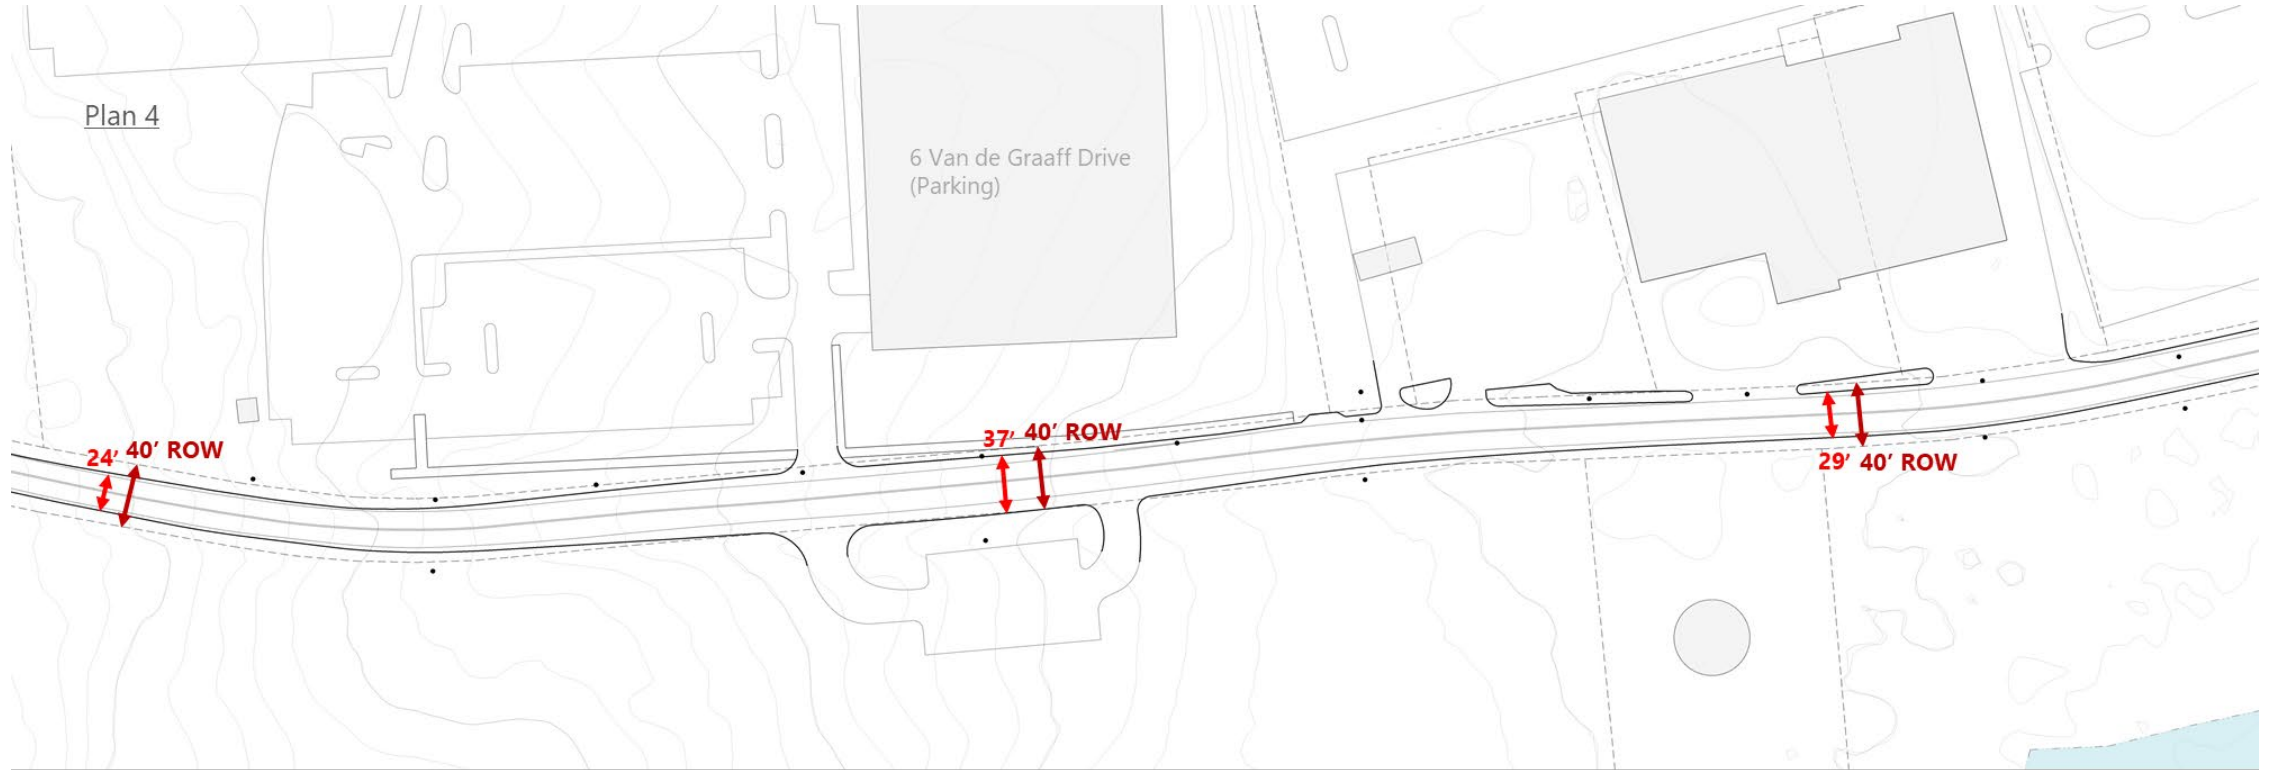 Plan 4
6 Van de Graaff Drive
(Parking)
24’ 40’ ROW
37’ 40’ ROW
29’ 40’ ROW